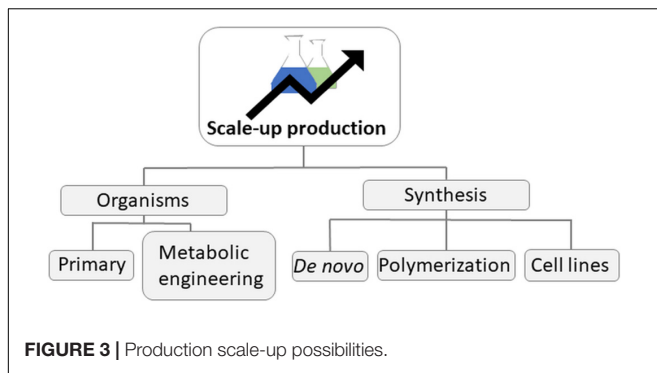 Scale-up production
Organisms
Synthesis
Primary
Metabolic
engineering
De novo
Polymerization
Cell lines
FIGURE 3 | Production scale-up possibilities.